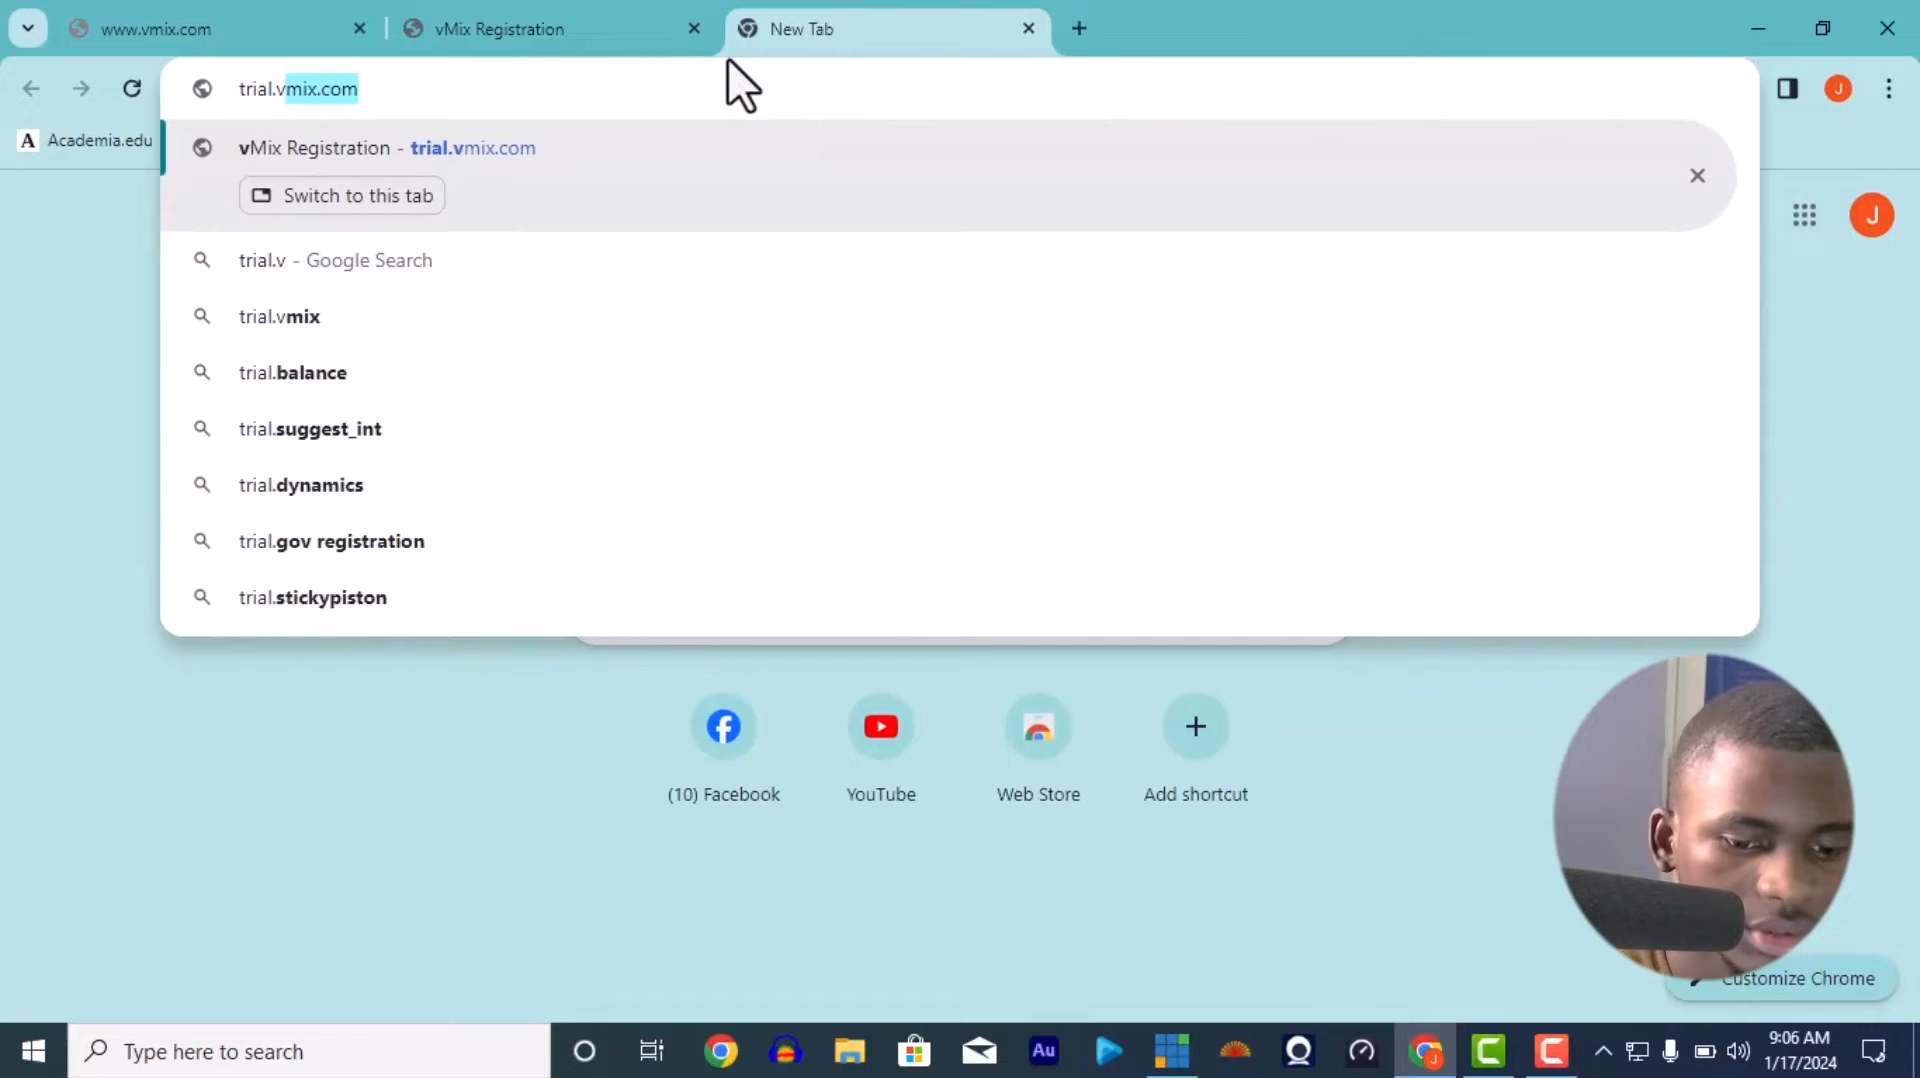 www.vmix.com
vMix Registration
New Tab
trial.vmix.com
J
A Academia.edu
vMix Registration - trial.vmix.com
Switch to this tab
J
trial.v - Google Search
trial.vmix
trial.balance
trial.suggest_int
trial.dynamics
trial.gov registration
trial.stickypiston
(10) Facebook
YouTube
Web Store
Add shortcut
Customize Chrome
Type here to search
Au
J
9:06 AM
1/17/2024